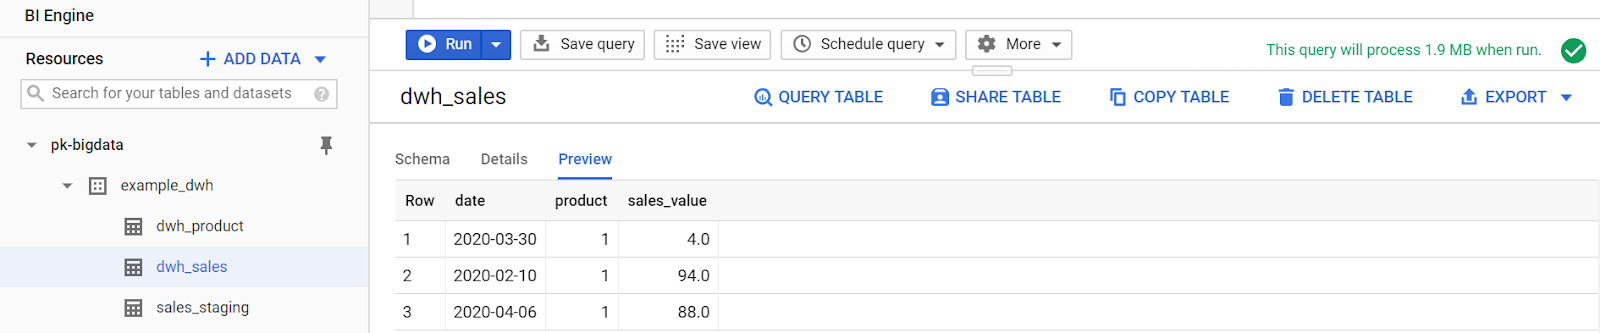 BI Engine
Resources
ADD DATA
Search for your tables and datasets
?
pk-bigdata
example_dwh
dwh_product
dwh_sales
sales_staging
Run Save query Save view Schedule query More This query will process 1.9 MB when run.
dwh_sales QUERY TABLE SHARE TABLE COPY TABLE DELETE TABLE EXPORT
Schema Details Preview
Row date product sales_value
1 2020-03-30 1 4.0
2 2020-02-10 1 94.0
3 2020-04-06 1 88.0